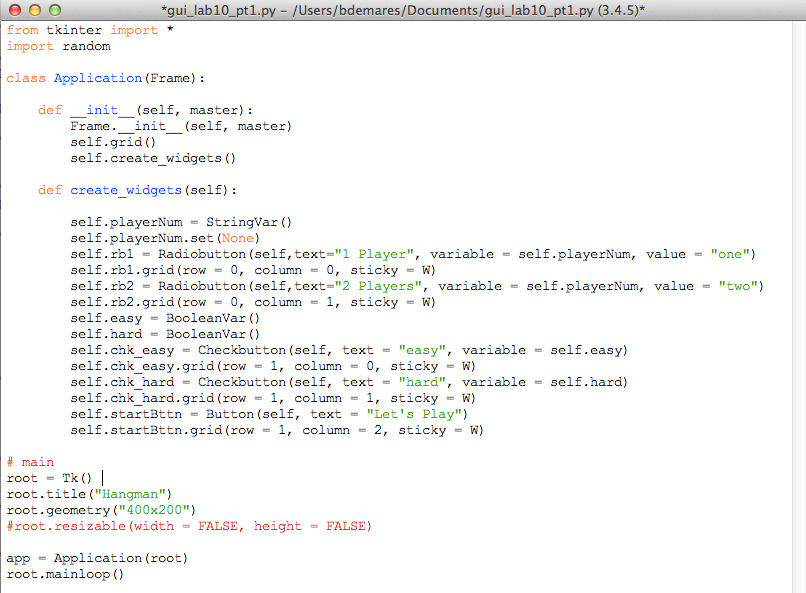 *gui_lab10_pt1.py - /Users/bdemares/Documents/gui_lab10_pt1.py (3.4.5)*
from tkinter import *
import random
class Application(Frame):
    def __init__(self, master):
        Frame.__init__(self, master)
        self.grid()
        self.create_widgets()
    def create_widgets(self):
        self.playerNum = StringVar()
        self.playerNum.set(None)
        self.rb1 = Radiobutton(self,text="1 Player", variable = self.playerNum, value = "one")
        self.rb1.grid(row = 0, column = 0, sticky = W)
        self.rb2 = Radiobutton(self,text="2 Players", variable = self.playerNum, value = "two")
        self.rb2.grid(row = 0, column = 1, sticky = W)
        self.easy = BooleanVar()
        self.hard = BooleanVar()
        self.chk_easy = Checkbutton(self, text = "easy", variable = self.easy)
        self.chk_easy.grid(row = 1, column = 0, sticky = W)
        self.chk_hard = Checkbutton(self, text = "hard", variable = self.hard)
        self.chk_hard.grid(row = 1, column = 1, sticky = W)
        self.startBttn = Button(self, text = "Let's Play")
        self.startBttn.grid(row = 1, column = 2, sticky = W)
# main
root = Tk()
root.title("Hangman")
root.geometry("400x200")
#root.resizable(width = FALSE, height = FALSE)
app = Application(root)
root.mainloop()